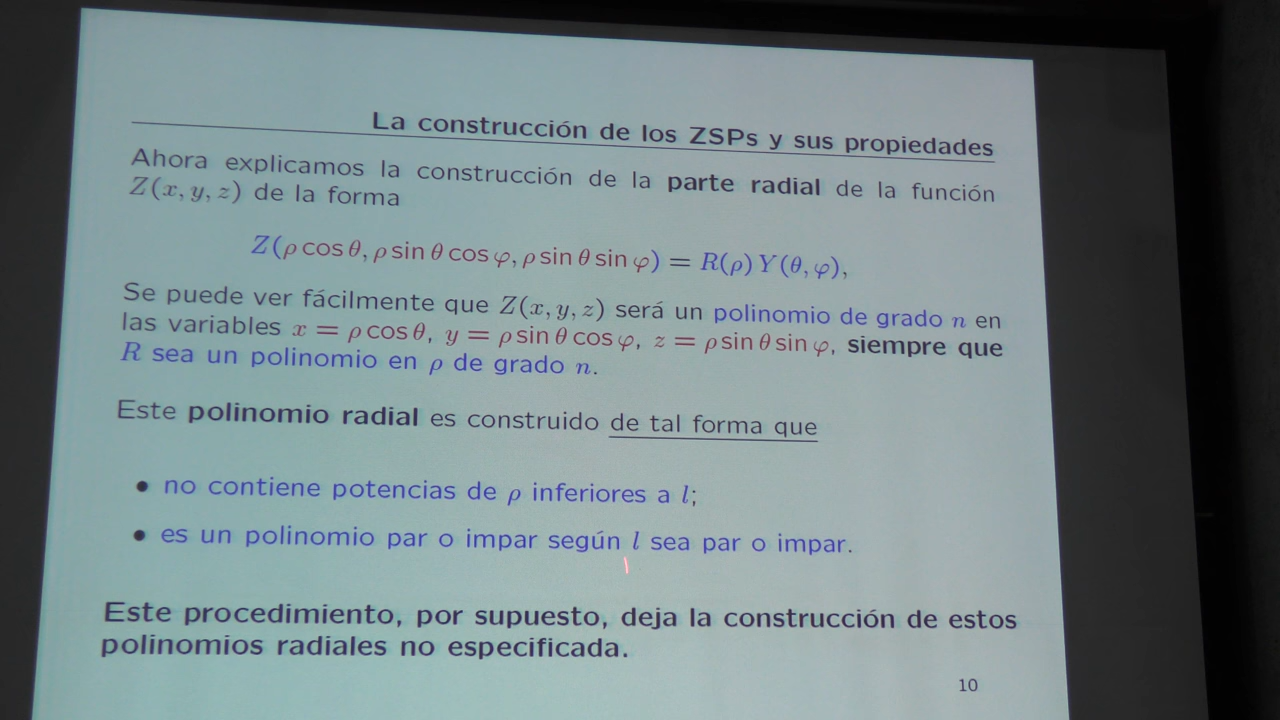 La construcción de los ZSPs y sus propiedades
Ahora explicamos la construcción de la parte radial de la función
Z(x, y, z) de la forma
Z(ρ cos θ, ρ sin θ cos φ, ρ sin θ sin φ) = R(ρ) Y(θ, φ),
Se puede ver fácilmente que Z(x, y, z) será un polinomio de grado n en
las variables x = ρ cos θ, y = ρ sin θ cos φ, z = ρ sin θ sin φ, siempre que
R sea un polinomio en ρ de grado n.
Este polinomio radial es construido de tal forma que
• no contiene potencias de ρ inferiores a l;
• es un polinomio par o impar según l sea par o impar.
Este procedimiento, por supuesto, deja la construcción de estos
polinomios radiales no especificada.
10